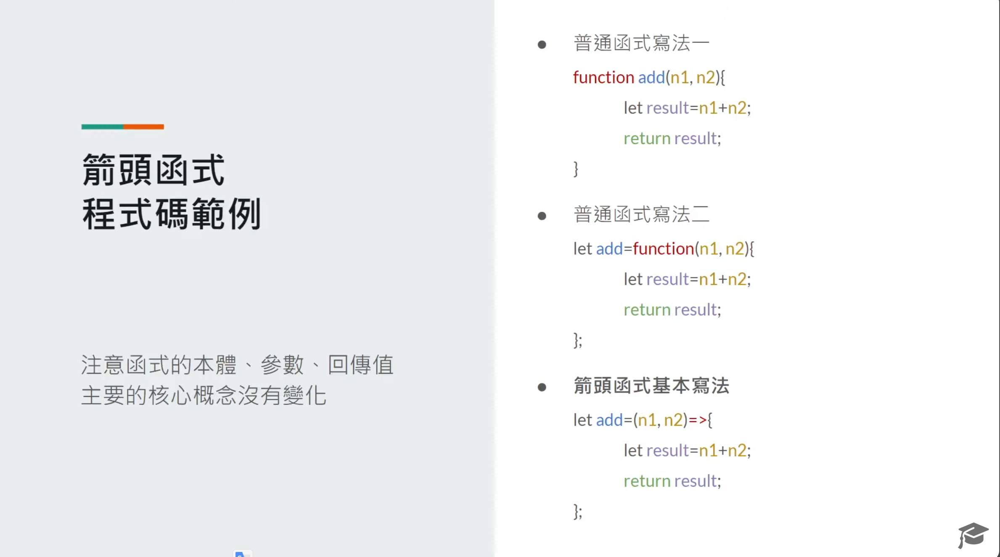 箭頭函式
程式碼範例
注意函式的本體、參數、回傳值
主要的核心概念沒有變化
● 普通函式寫法一
function add(n1, n2){
let result=n1+n2;
return result;
}
● 普通函式寫法二
let add=function(n1, n2){
let result=n1+n2;
return result;
};
● 箭頭函式基本寫法
let add=(n1, n2)=>{
let result=n1+n2;
return result;
};